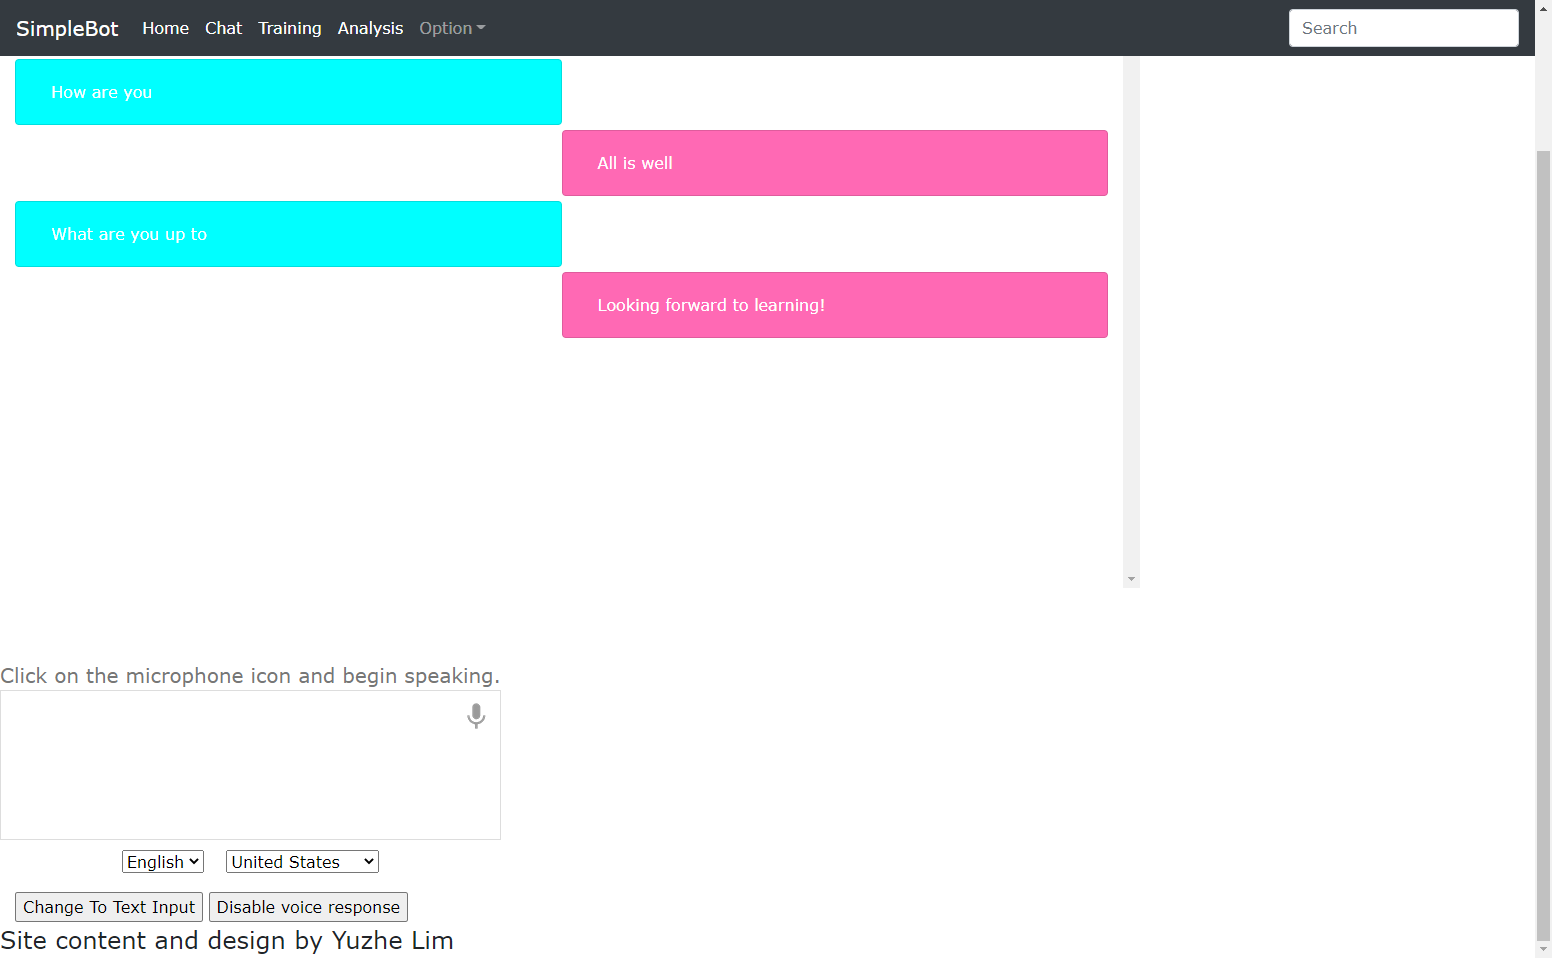 SimpleBot Home Chat Training Analysis Option Search
How are you
All is well
What are you up to
Looking forward to learning!
Click on the microphone icon and begin speaking.
English United States
Change To Text Input Disable voice response
Site content and design by Yuzhe Lim